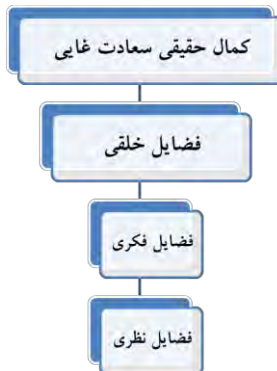 کمال حقیقی سعادت غایی
فضایل خلقی
فضایل فکری
فضایل نظری